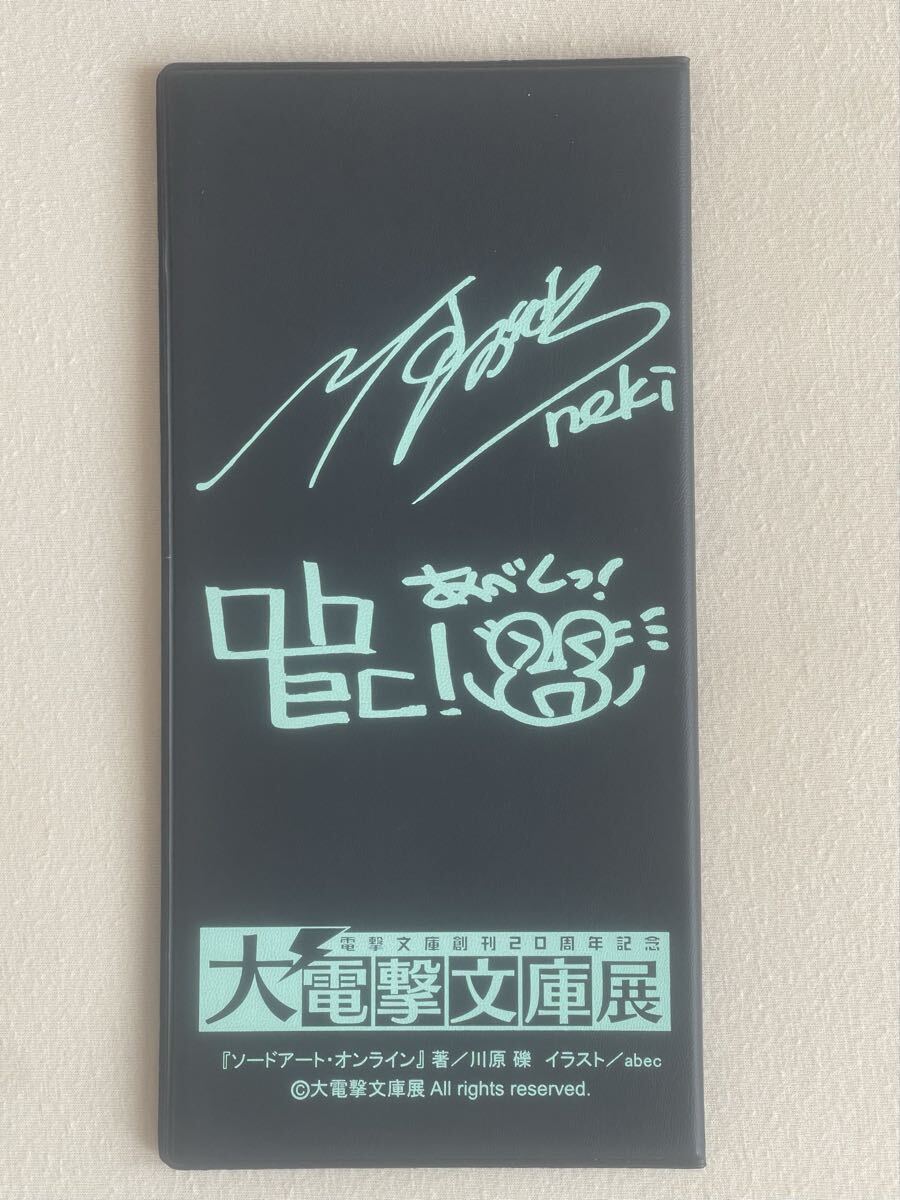 neki
あべしっ!
abec!
電撃文庫創刊20周年記念
大電撃文庫展
『ソードアート・オンライン』著／川原 礫 イラスト／abec
©大電撃文庫展 All rights reserved.